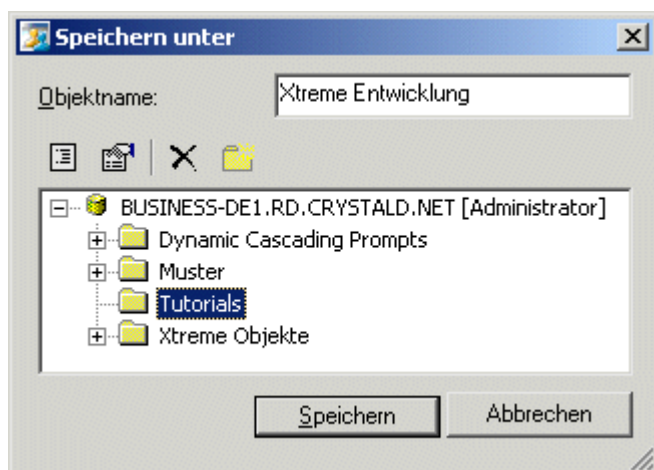 Speichern unter
Objektname: Xtreme Entwicklung
BUSINESS-DE1.RD.CRYSTALD.NET [Administrator]
Dynamic Cascading Prompts
Muster
Tutorials
Xtreme Objekte
Speichern Abbrechen